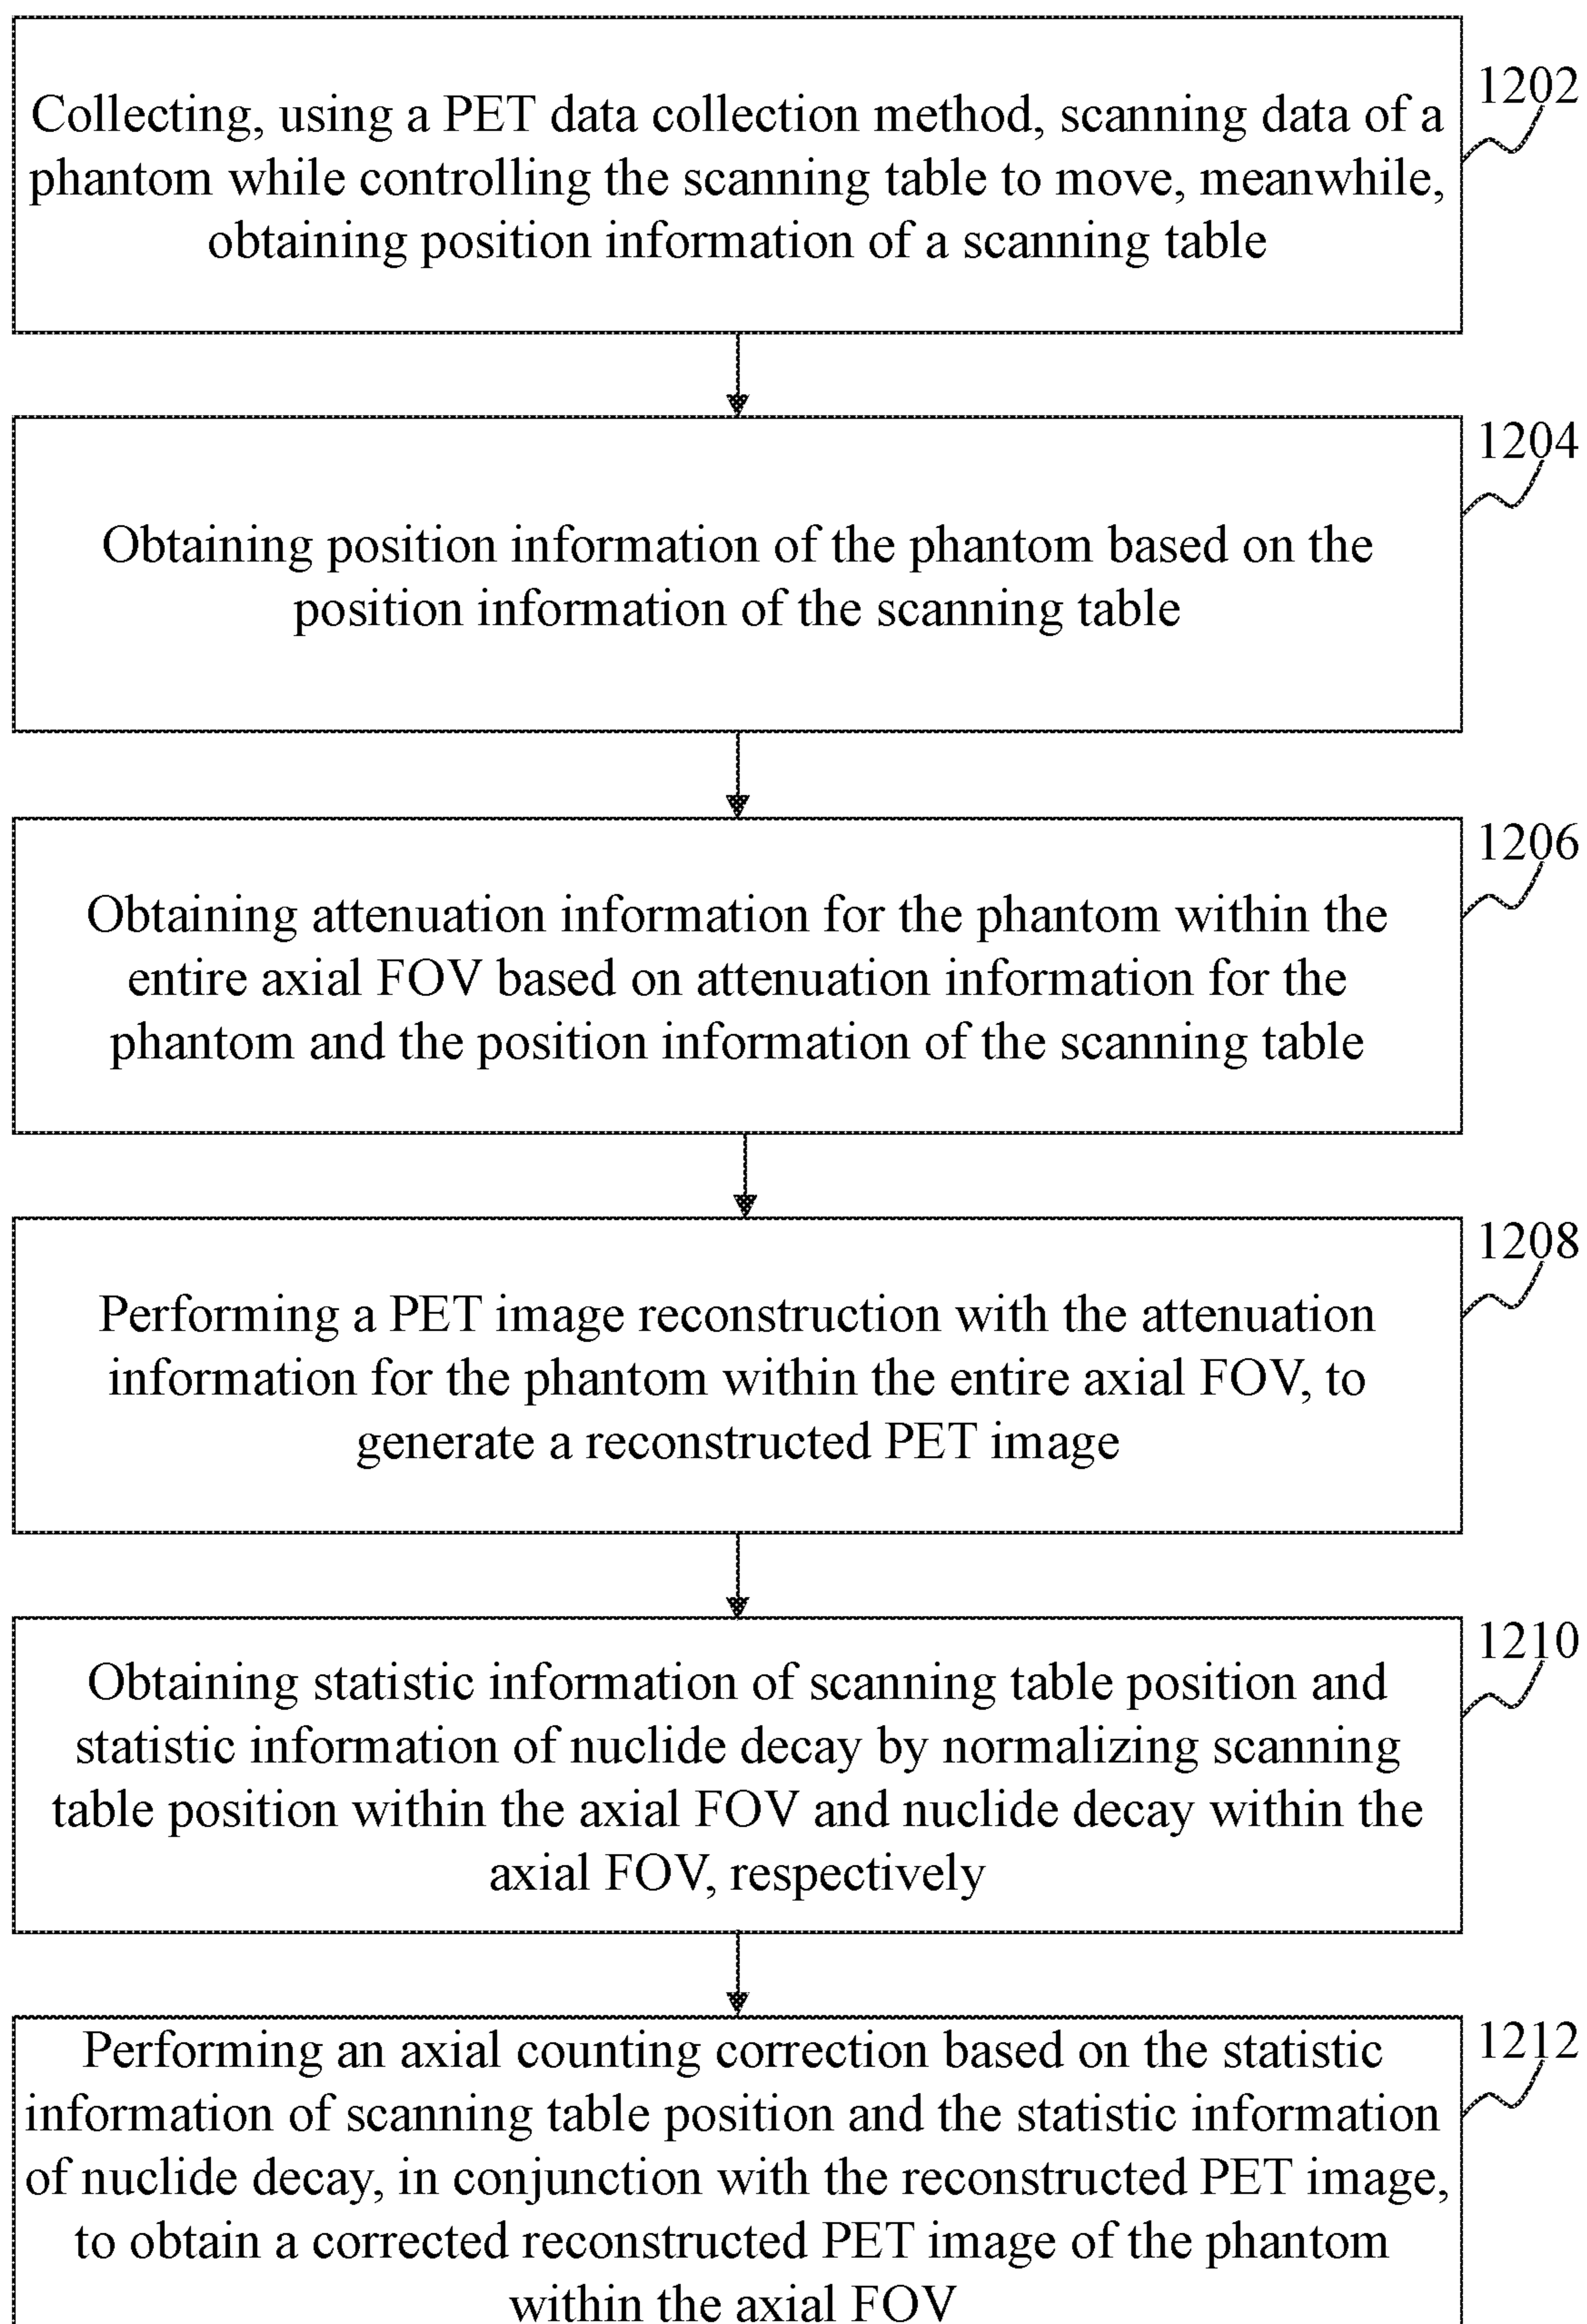 1202
Collecting, using a PET data collection method, scanning data of a
phantom while controlling the scanning table to move, meanwhile,
obtaining position information of a scanning table
1204
Obtaining position information of the phantom based on the
position information of the scanning table
1206
Obtaining attenuation information for the phantom within the
entire axial FOV based on attenuation information for the
phantom and the position information of the scanning table
1208
Performing a PET image reconstruction with the attenuation
information for the phantom within the entire axial FOV, to
generate a reconstructed PET image
1210
Obtaining statistic information of scanning table position and
statistic information of nuclide decay by normalizing scanning
table position within the axial FOV and nuclide decay within the
axial FOV, respectively
1212
Performing an axial counting correction based on the statistic
information of scanning table position and the statistic information
of nuclide decay, in conjunction with the reconstructed PET image,
to obtain a corrected reconstructed PET image of the phantom
within the axial FOV